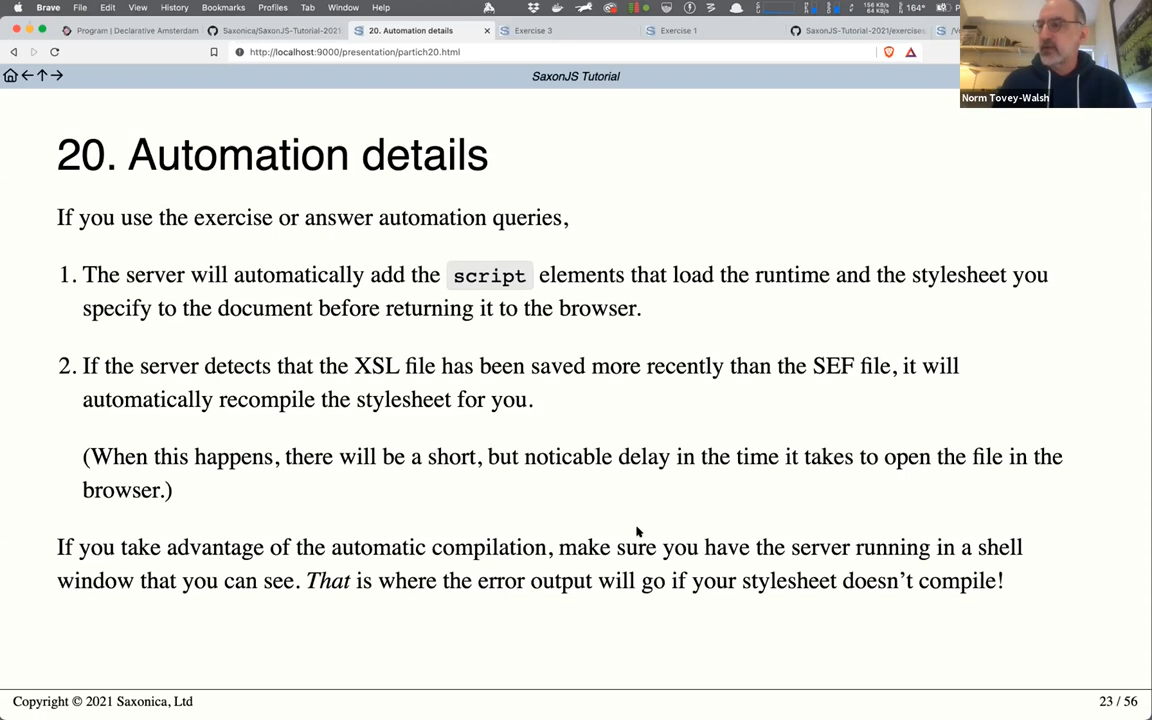 Brave File Edit View History Bookmarks Profiles Tab Window Help
156 KB/s
64 KB/s
164°
Program | Declarative Amsterdam
Saxonica/SaxonJS-Tutorial-2021
20. Automation details
Exercise 3
Exercise 1
SaxonJS-Tutorial-2021/exercises
http://localhost:9000/presentation/partich20.html
SaxonJS Tutorial
Norm Tovey-Walsh
20. Automation details
If you use the exercise or answer automation queries,
1. The server will automatically add the script elements that load the runtime and the stylesheet you
specify to the document before returning it to the browser.
2. If the server detects that the XSL file has been saved more recently than the SEF file, it will
automatically recompile the stylesheet for you.
(When this happens, there will be a short, but noticable delay in the time it takes to open the file in the
browser.)
If you take advantage of the automatic compilation, make sure you have the server running in a shell
window that you can see. That is where the error output will go if your stylesheet doesn’t compile!
Copyright © 2021 Saxonica, Ltd
23 / 56